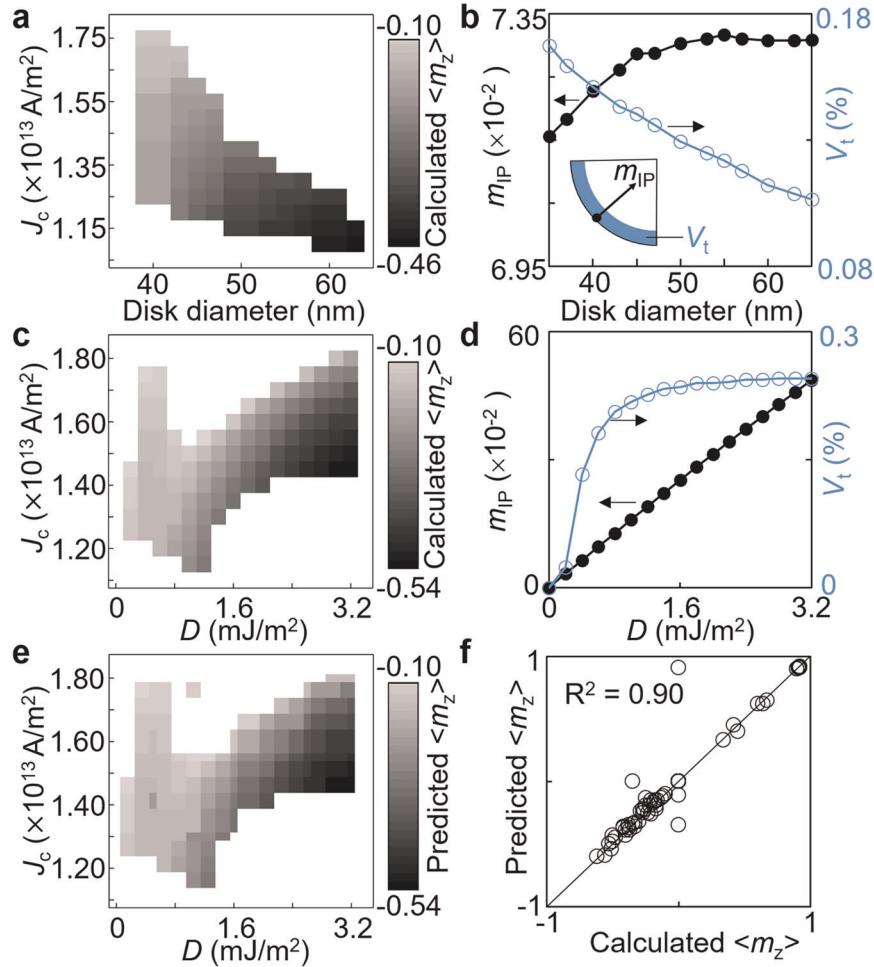 a
J_c (×10^13 A/m^2)
1.75
1.55
1.35
1.15
40
50
60
Disk diameter (nm)
-0.10
Calculated <m_z>
-0.46
b
m_IP (×10^-2)
7.35
6.95
40
50
60
Disk diameter (nm)
0.18
V_t (%)
0.08
m_IP
V_t
c
J_c (×10^13 A/m^2)
1.80
1.60
1.40
1.20
0
1.6
3.2
D (mJ/m^2)
-0.10
Calculated <m_z>
-0.54
d
m_IP (×10^-2)
60
0
0
1.6
3.2
D (mJ/m^2)
0.3
V_t (%)
0
e
J_c (×10^13 A/m^2)
1.80
1.60
1.40
1.20
0
1.6
3.2
D (mJ/m^2)
-0.10
Predicted <m_z>
-0.54
f
Predicted <m_z>
1
-1
R^2 = 0.90
-1
1
Calculated <m_z>